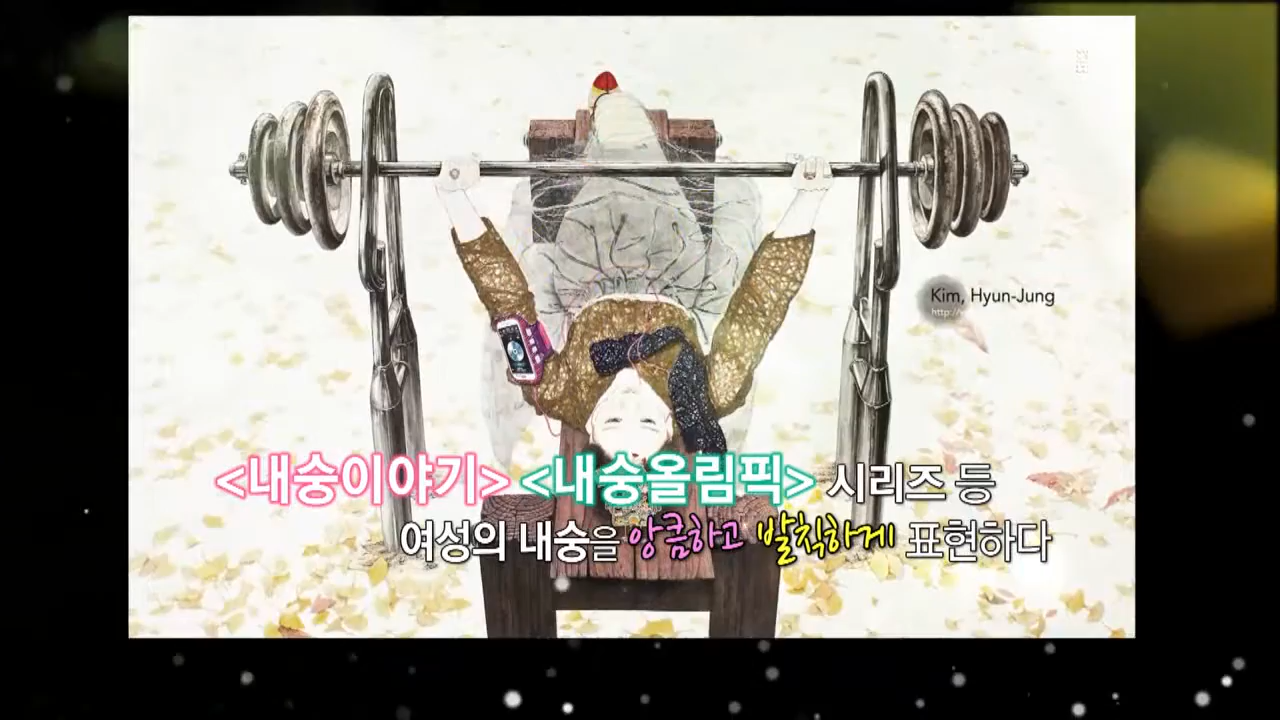 Kim, Hyun-Jung
<내숭이야기> <내숭올림픽> 시리즈 등
여성의 내숭을 앙큼하고 발칙하게 표현하다